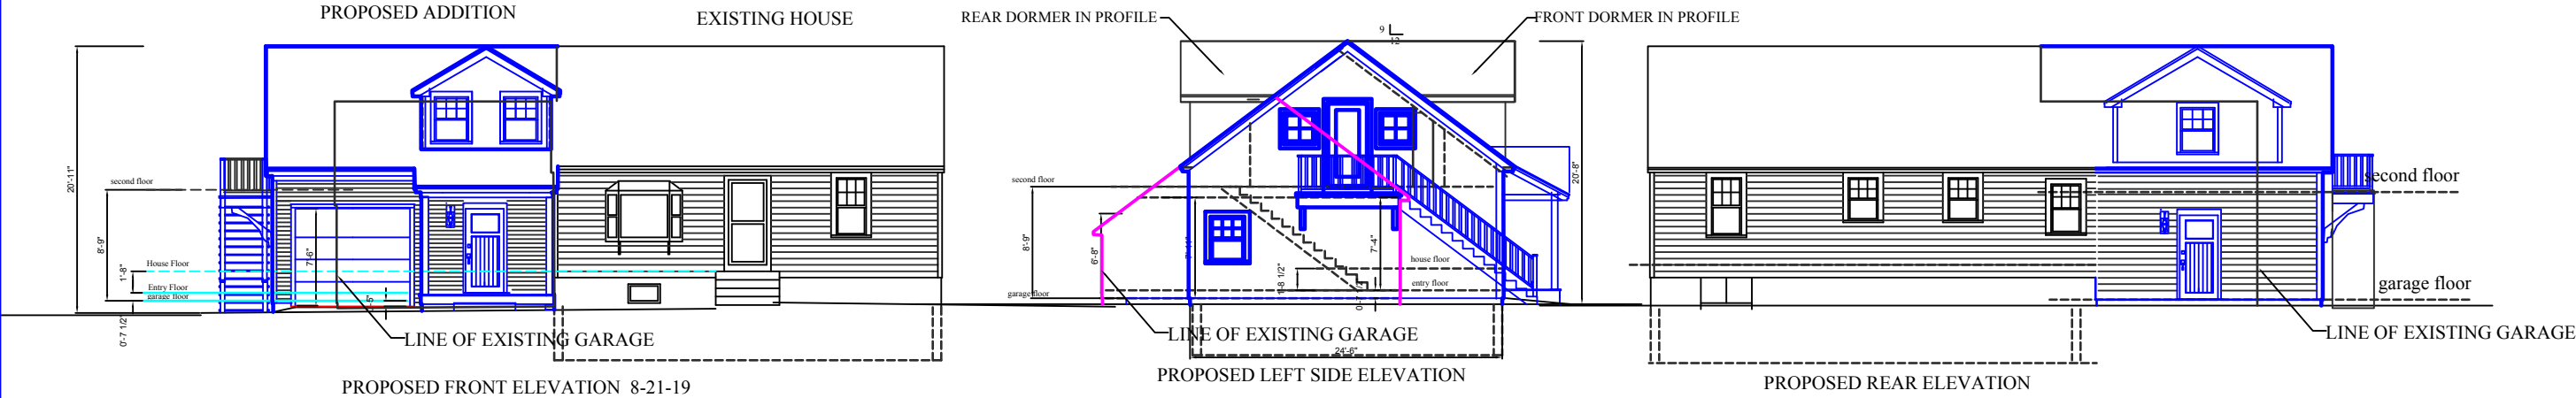 PROPOSED ADDITION
EXISTING HOUSE
20'-11"
second floor
8'-9"
1'-8"
House Floor
Entry Floor
garage floor
0'-7 1/2"
7'-6"
LINE OF EXISTING GARAGE
PROPOSED FRONT ELEVATION 8-21-19
REAR DORMER IN PROFILE
FRONT DORMER IN PROFILE
9
12
20'-8"
second floor
8'-9"
6'-8"
7'-4"
house floor
1'-8 1/2"
entry floor
garage floor
LINE OF EXISTING GARAGE
24'-6"
PROPOSED LEFT SIDE ELEVATION
second floor
garage floor
LINE OF EXISTING GARAGE
PROPOSED REAR ELEVATION